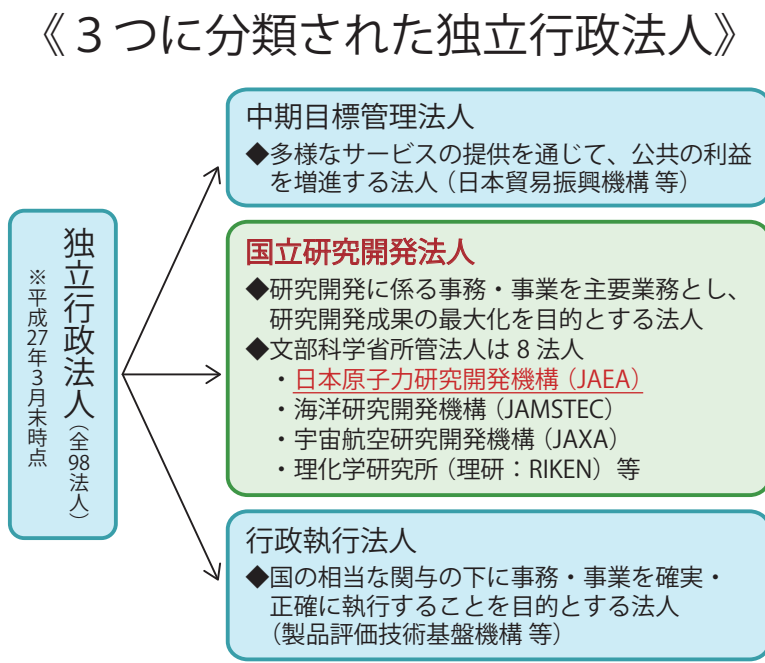 《３つに分類された独立行政法人》
独立行政法人（全98法人）
※平成27年３月末時点
中期目標管理法人
◆多様なサービスの提供を通じて、公共の利益
を増進する法人（日本貿易振興機構 等）
国立研究開発法人
◆研究開発に係る事務・事業を主要業務とし、
研究開発成果の最大化を目的とする法人
◆文部科学省所管法人は 8 法人
・日本原子力研究開発機構（JAEA）
・海洋研究開発機構（JAMSTEC）
・宇宙航空研究開発機構（JAXA）
・理化学研究所（理研：RIKEN）等
行政執行法人
◆国の相当な関与の下に事務・事業を確実・
正確に執行することを目的とする法人
（製品評価技術基盤機構 等）